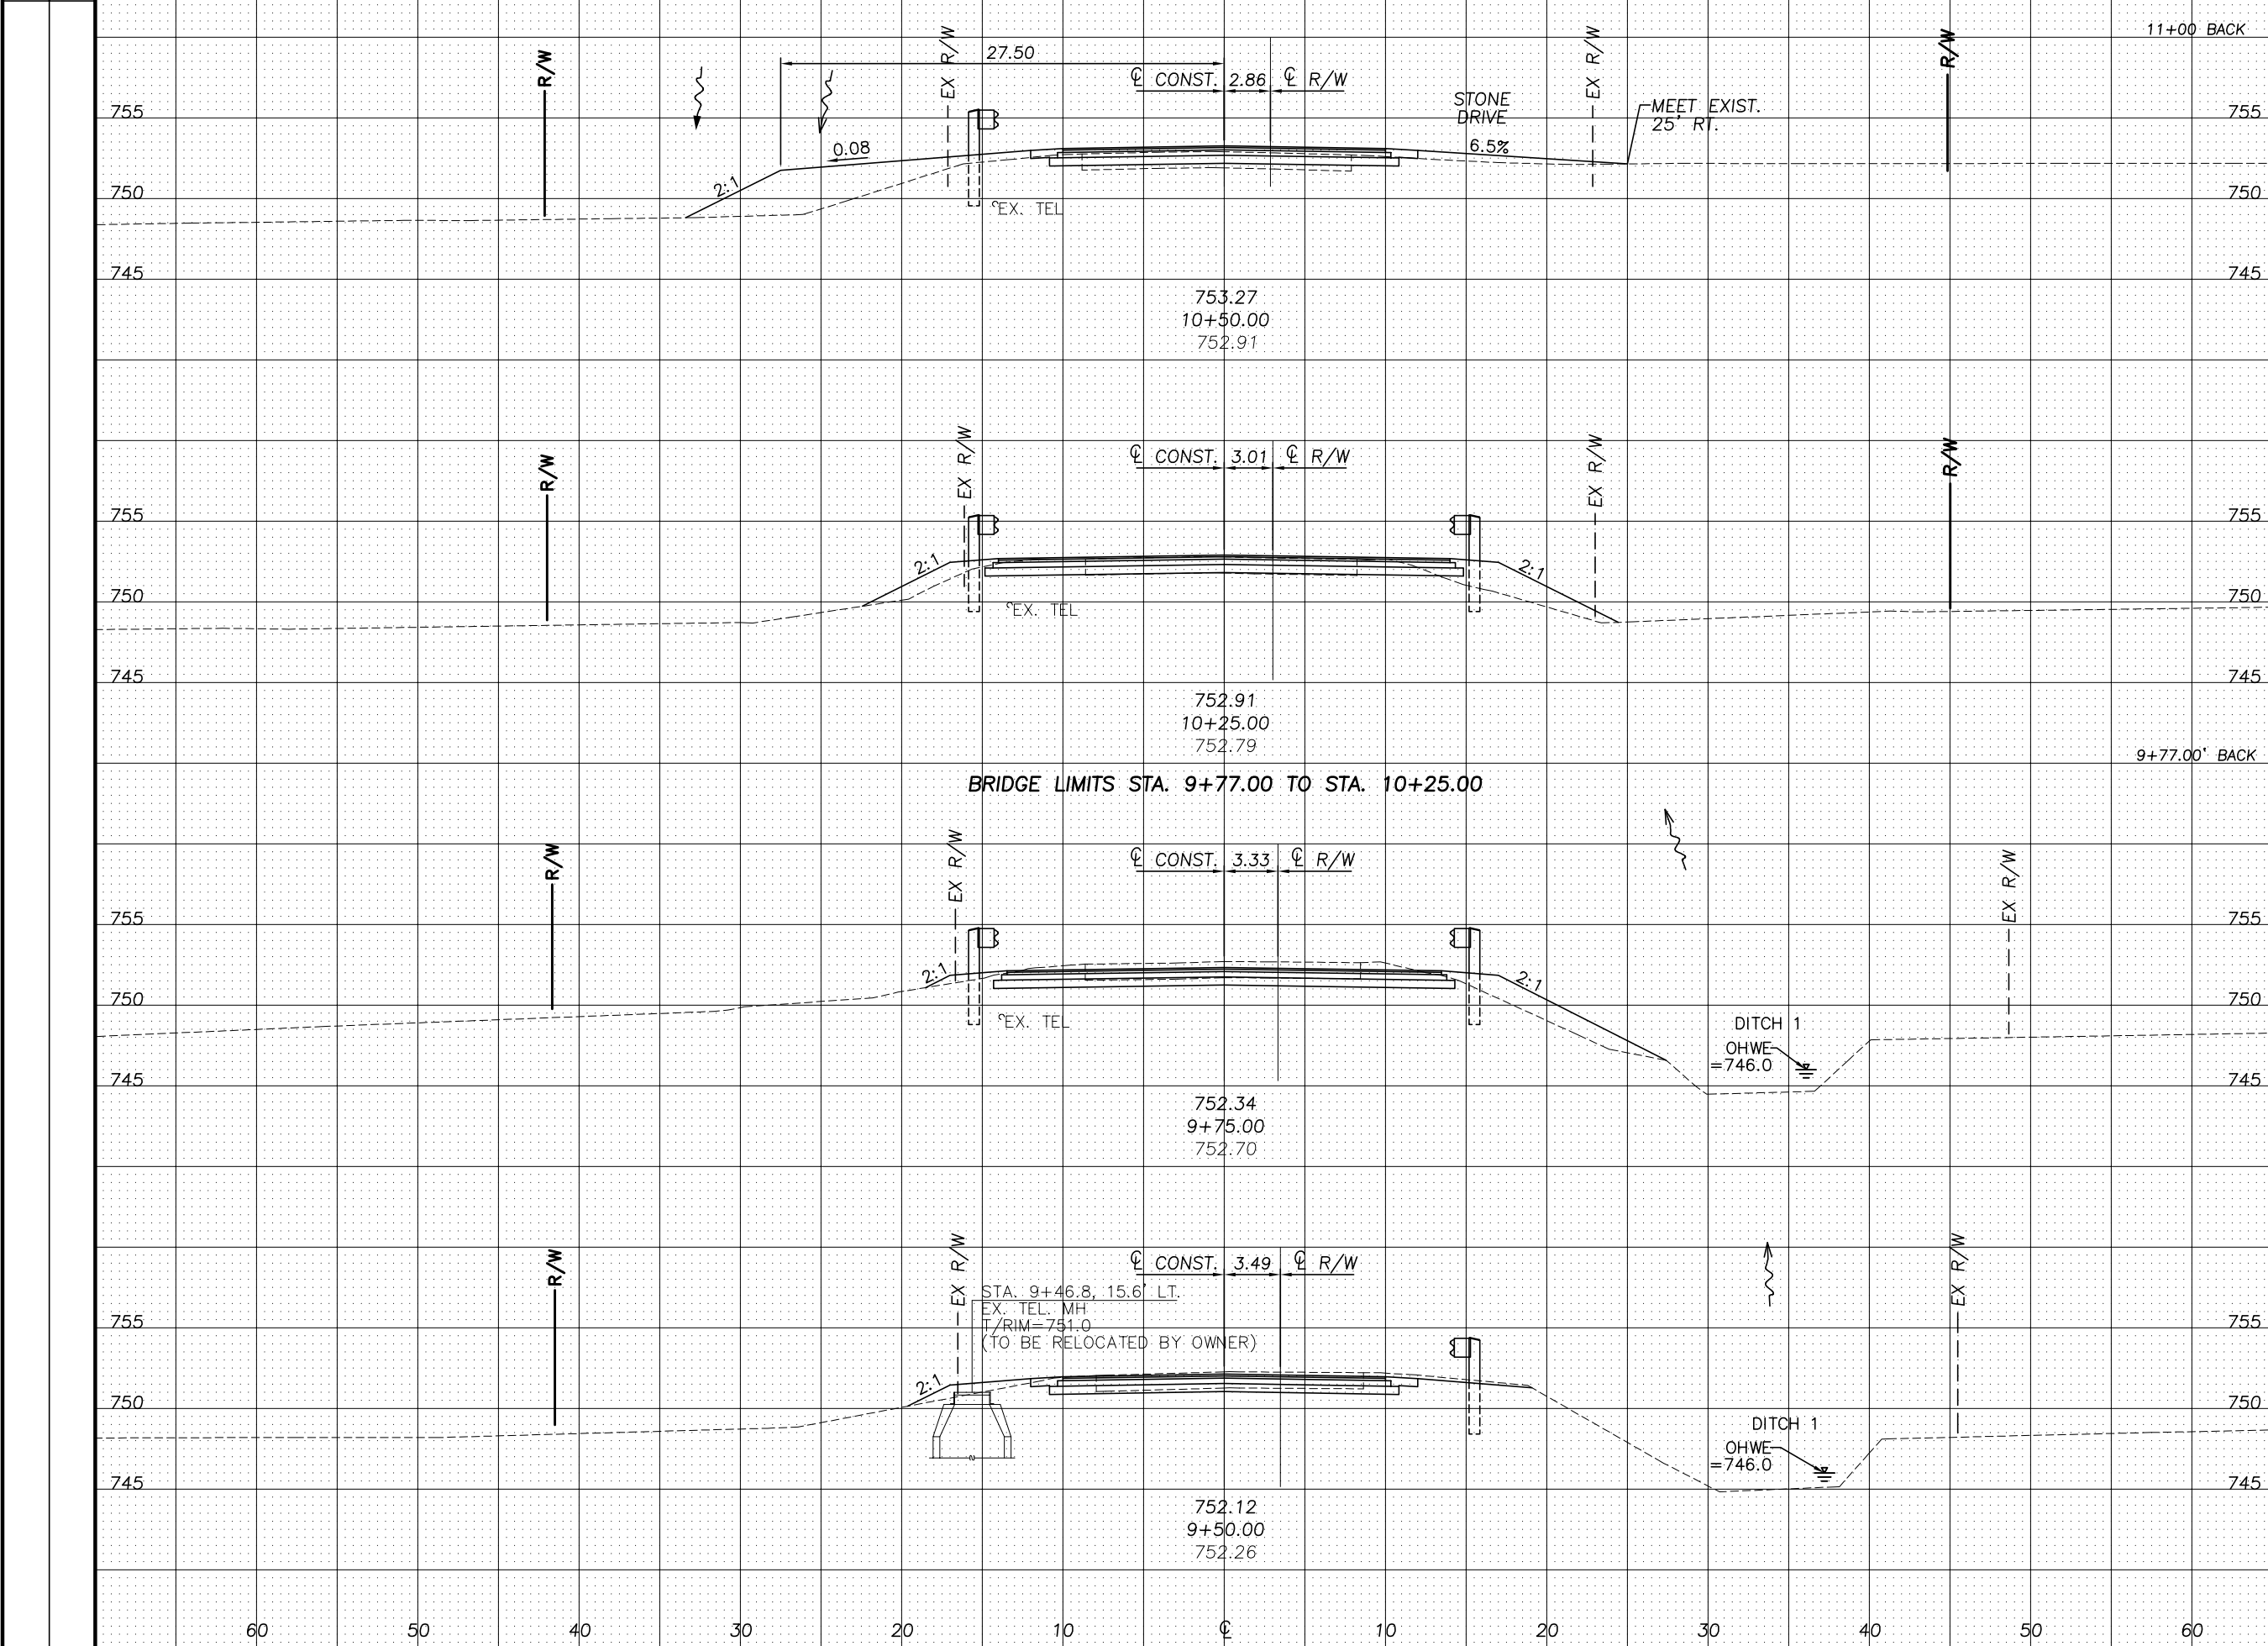 11+00 BACK
R/W
EX R/W
27.50
EX R/W
R/W
℄ CONST. 2.86 ℄ R/W
STONE
DRIVE
6.5%
MEET EXIST.
25' RT.
755
755
0.08
2:1
750
750
EX. TEL
745
745
753.27
10+50.00
752.91
R/W
EX R/W
℄ CONST. 3.01 ℄ R/W
EX R/W
R/W
755
755
2:1
2:1
750
750
EX. TEL
745
745
752.91
10+25.00
752.79
9+77.00' BACK
BRIDGE LIMITS STA. 9+77.00 TO STA. 10+25.00
R/W
EX R/W
℄ CONST. 3.33 ℄ R/W
EX R/W
755
755
2:1
2:1
750
750
EX. TEL
DITCH 1
OHWE
=746.0
745
745
752.34
9+75.00
752.70
R/W
EX R/W
℄ CONST. 3.49 ℄ R/W
EX R/W
STA. 9+46.8, 15.6' LT.
EX. TEL. MH
T/RIM=751.0
(TO BE RELOCATED BY OWNER)
755
755
2:1
750
750
DITCH 1
OHWE
=746.0
745
745
752.12
9+50.00
752.26
60 50 40 30 20 10 ℄ 10 20 30 40 50 60